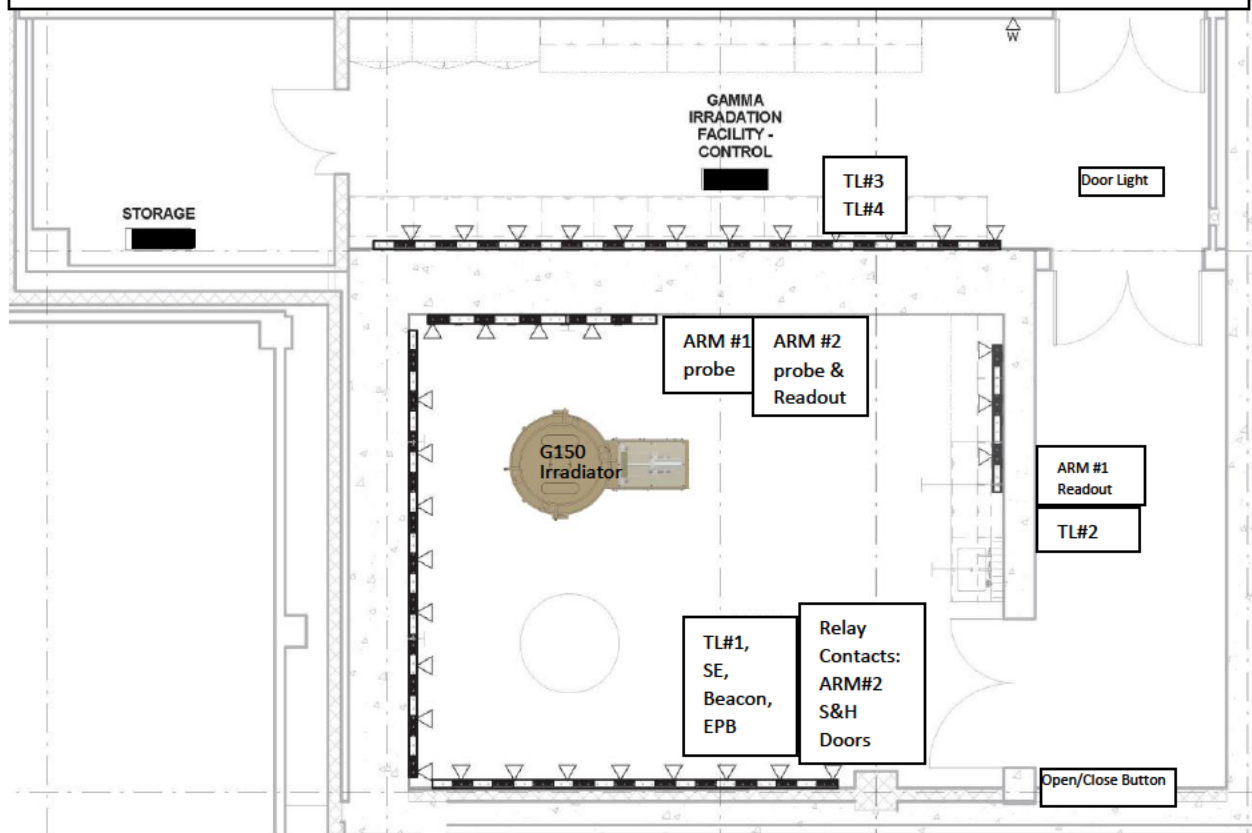 W
GAMMA
IRRADATION
FACILITY -
CONTROL
TL#3
TL#4
Door Light
STORAGE
ARM #1
probe
ARM #2
probe &
Readout
G150
Irradiator
ARM #1
Readout
TL#2
TL#1,
SE,
Beacon,
EPB
Relay
Contacts:
ARM#2
S&H
Doors
Open/Close Button